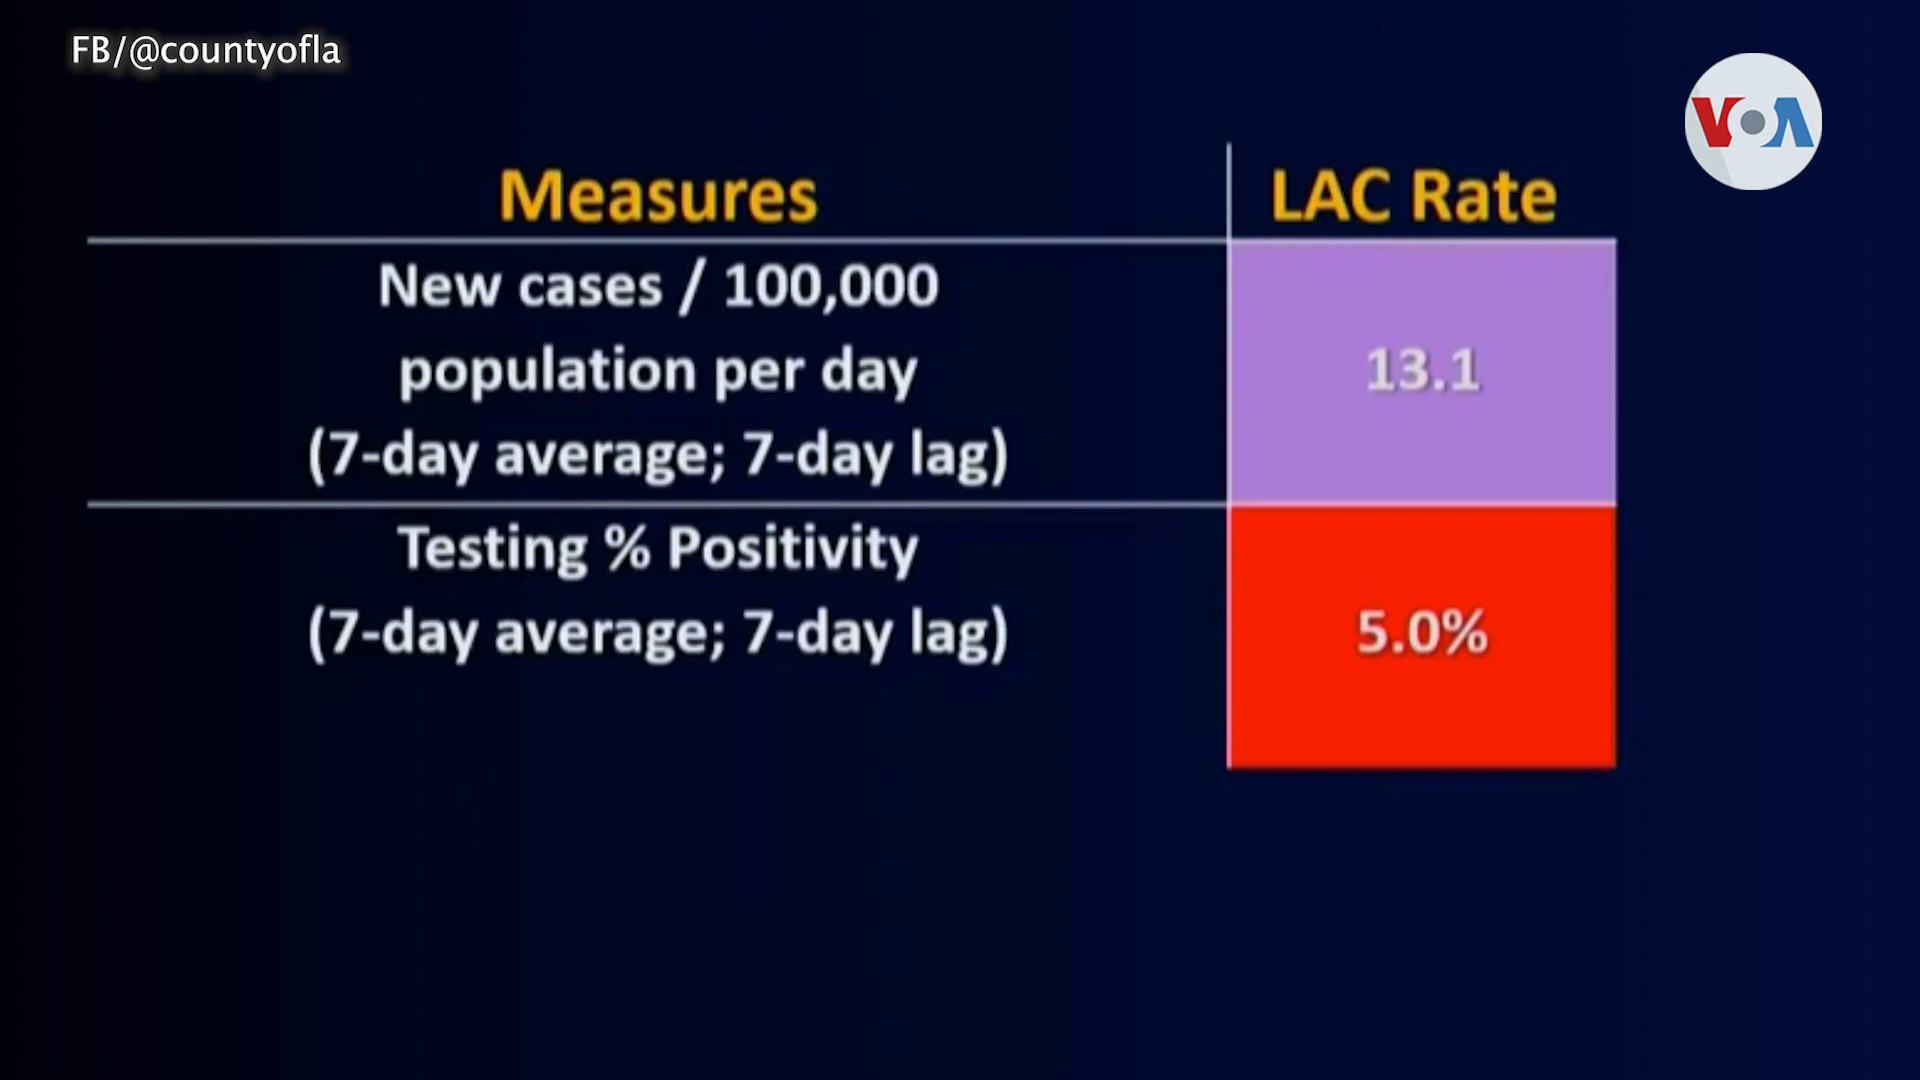 FB/@countyofla
VOA
Measures
LAC Rate
New cases / 100,000
population per day
(7-day average; 7-day lag)
13.1
Testing % Positivity
(7-day average; 7-day lag)
5.0%